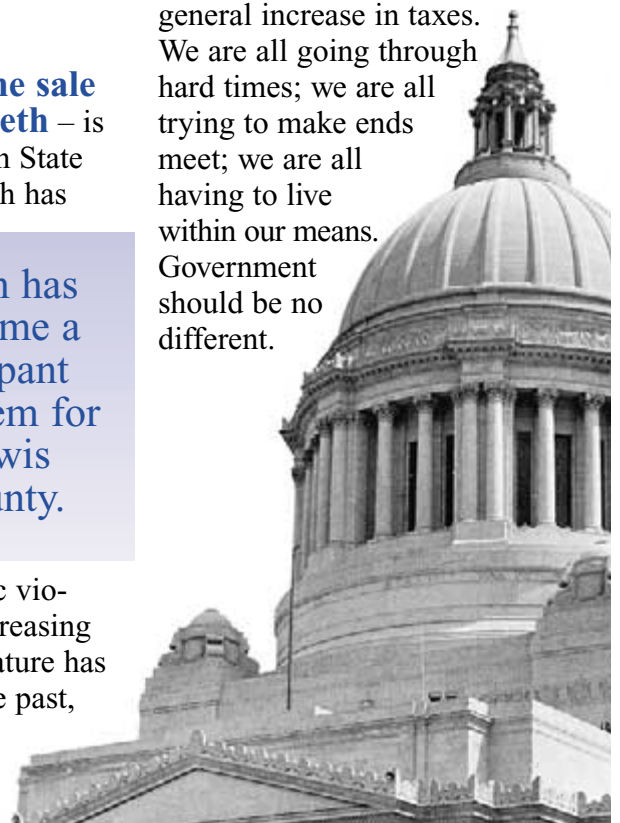 ne sale
eth – is
n State
h has
n has
me a
pant
em for
wis
unty.
c vio-
reasing
ature has
e past,
general increase in taxes.
We are all going through
hard times; we are all
trying to make ends
meet; we are all
having to live
within our means.
Government
should be no
different.